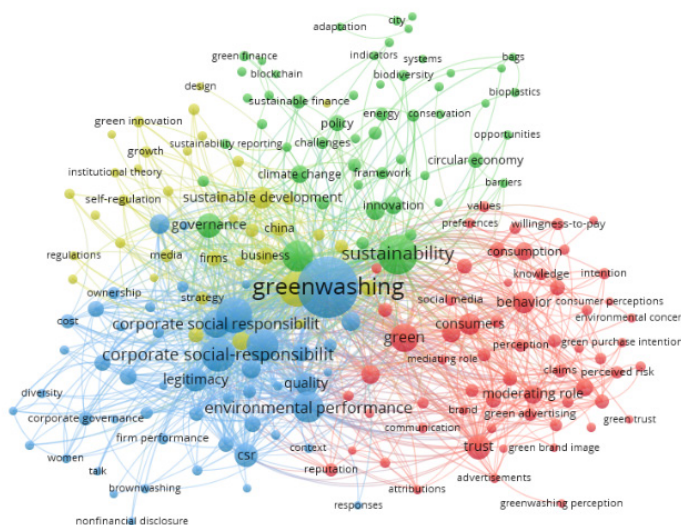 city
adaptation
green finance
indicators
systems
bags
blockchain
biodiversity
design
sustainable finance
bioplastics
green innovation
policy
energy
conservation
growth
sustainability reporting
challenges
opportunities
institutional theory
climate change
framework
circular economy
self-regulation
sustainable development
barriers
innovation
values
governance
preferences
willingness-to-pay
media
china
regulations
firms
business
sustainability
consumption
knowledge
intention
ownership
strategy
greenwashing
social media
behavior
consumer perceptions
cost
corporate social responsibilit
green
consumers
environmental concer
perception
green purchase intention
corporate social-responsibilit
mediating role
claims
perceived risk
legitimacy
quality
moderating role
diversity
environmental performance
brand
green advertising
corporate governance
communication
green trust
firm performance
context
trust
green brand image
women
csr
talk
reputation
advertisements
brownwashing
attributions
responses
greenwashing perception
nonfinancial disclosure